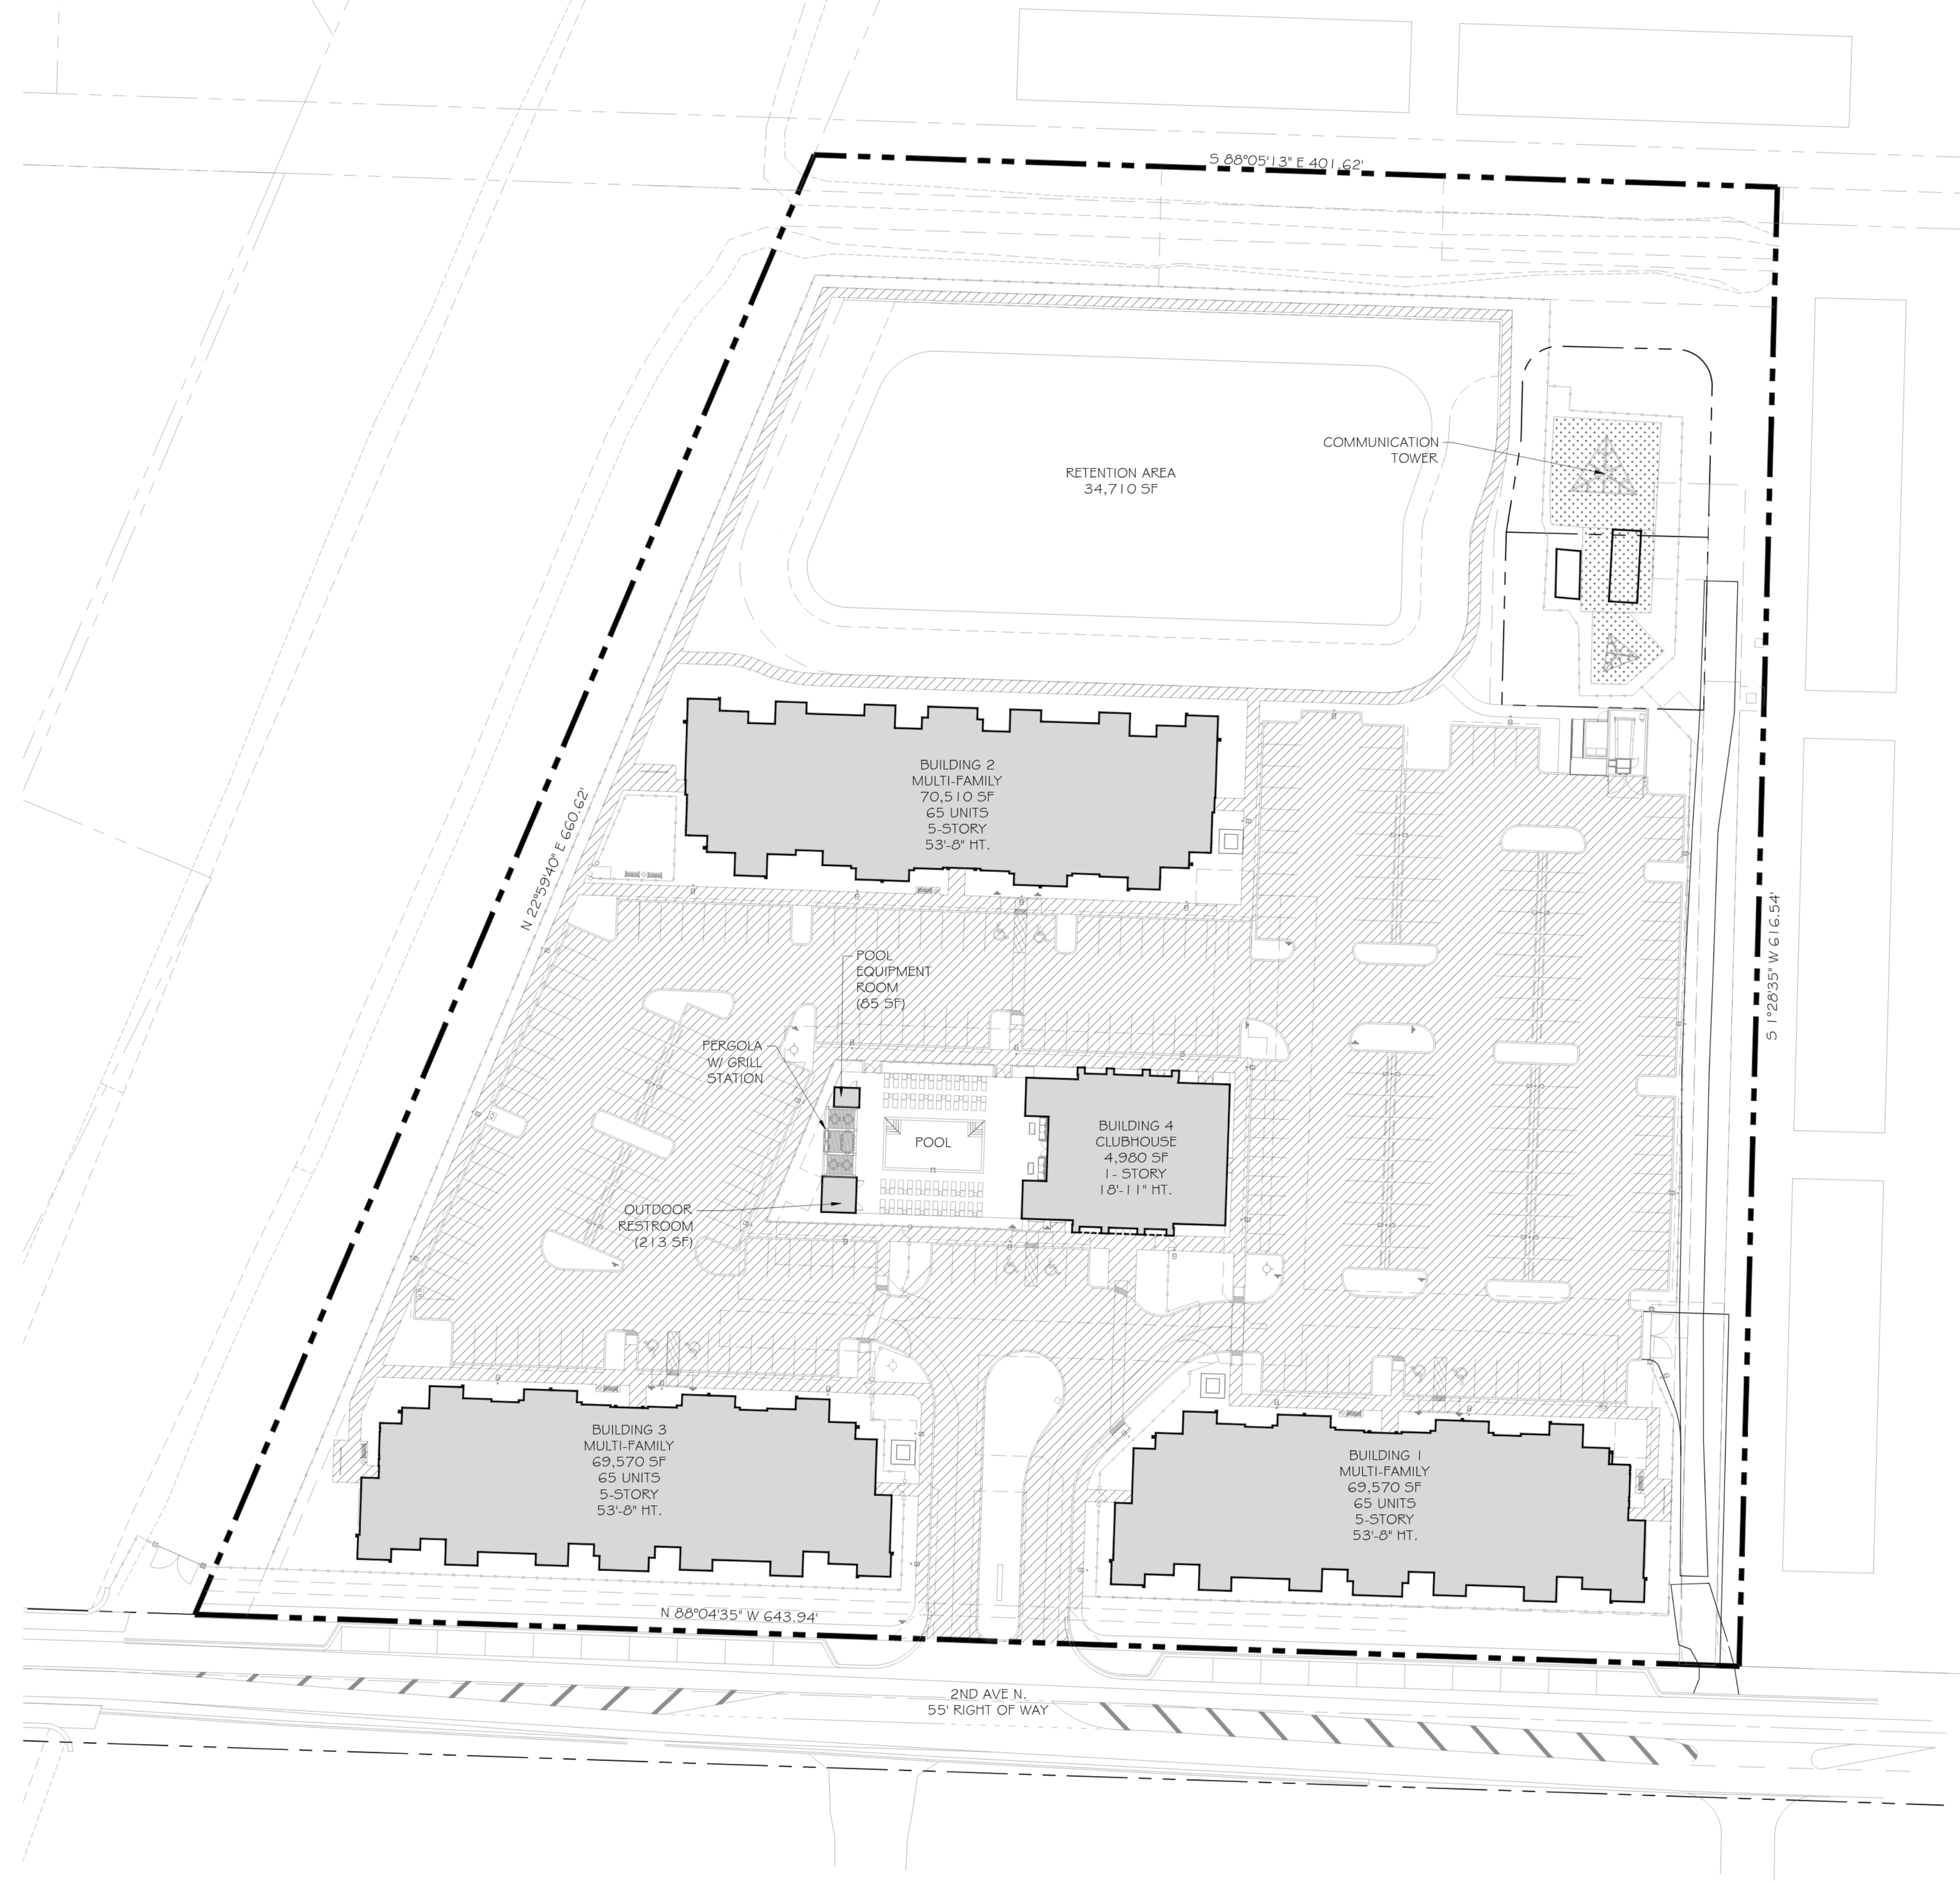 S 88°05'13" E 401.62'
COMMUNICATION
TOWER
RETENTION AREA
34,710 SF
BUILDING 2
MULTI-FAMILY
70,510 SF
65 UNITS
5-STORY
53'-8" HT.
N 22°59'40" E 660.62'
S 1°28'35" W 616.54'
POOL
EQUIPMENT
ROOM
(85 SF)
PERGOLA
W/ GRILL
STATION
POOL
BUILDING 4
CLUBHOUSE
4,980 SF
1- STORY
18'-11" HT.
OUTDOOR
RESTROOM
(213 SF)
BUILDING 3
MULTI-FAMILY
69,570 SF
65 UNITS
5-STORY
53'-8" HT.
BUILDING 1
MULTI-FAMILY
69,570 SF
65 UNITS
5-STORY
53'-8" HT.
N 88°04'35" W 643.94'
2ND AVE N.
55' RIGHT OF WAY